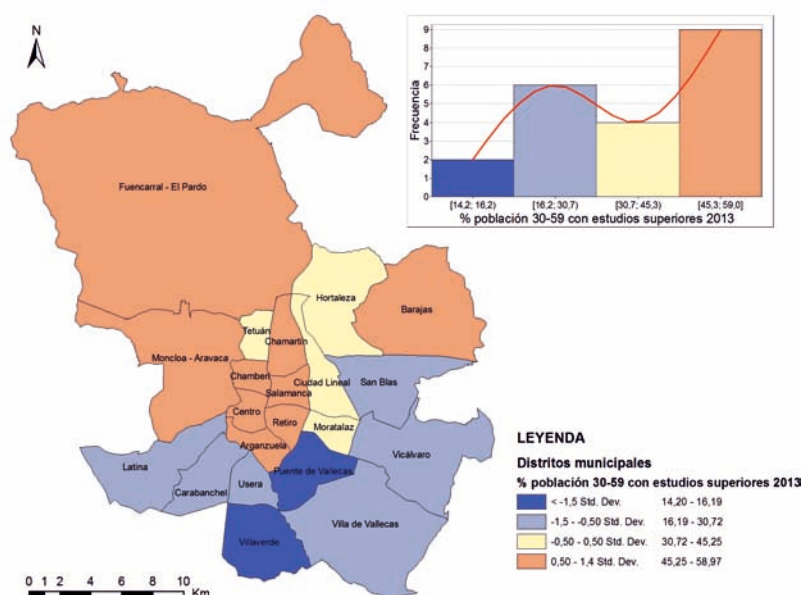 N
Frecuencia
9
8
7
6
5
4
3
2
1
0
[14,2; 16,2) [16,2; 30,7) [30,7; 45,3) [45,3; 59,0]
% población 30-59 con estudios superiores 2013
Fuencarral - El Pardo
Hortaleza
Barajas
Tetuán
Chamartín
Moncloa - Aravaca
Chamberí
Ciudad Lineal
San Blas
Salamanca
Centro
Retiro
Moratalaz
Arganzuela
Vicálvaro
Latina
Puente de Vallecas
Carabanchel
Usera
Villa de Vallecas
Villaverde
LEYENDA
Distritos municipales
% población 30-59 con estudios superiores 2013
< -1,5 Std. Dev. 14,20 - 16,19
-1,5 - -0,50 Std. Dev. 16,19 - 30,72
-0,50 - 0,50 Std. Dev. 30,72 - 45,25
0,50 - 1,4 Std. Dev. 45,25 - 58,97
0 1 2 4 6 8 10
Km